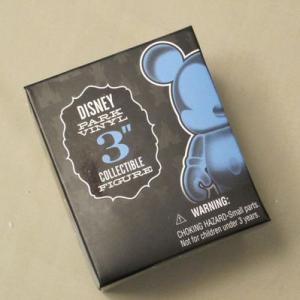 DISNEY
PARK
VINYL
3"
COLLECTIBLE
FIGURE
WARNING:
CHOKING HAZARD-Small parts.
Not for children under 3 years.